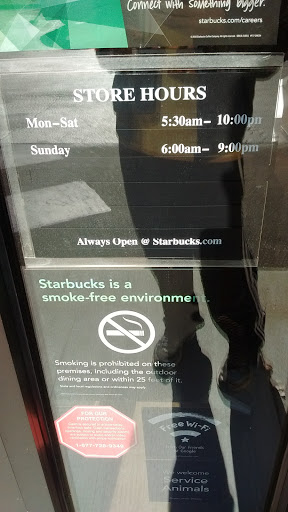 Connect with something bigger.
starbucks.com/careers
STORE HOURS
Mon-Sat 5:30am- 10:00pm
Sunday 6:00am- 9:00pm
Always Open @ Starbucks.com
Starbucks is a
smoke-free environment.
Smoking is prohibited on these
premises, including the outdoor
dining area or within 25 feet of it.
FOR OUR
PROTECTION
Free Wi-Fi
welcome
Service
Animals